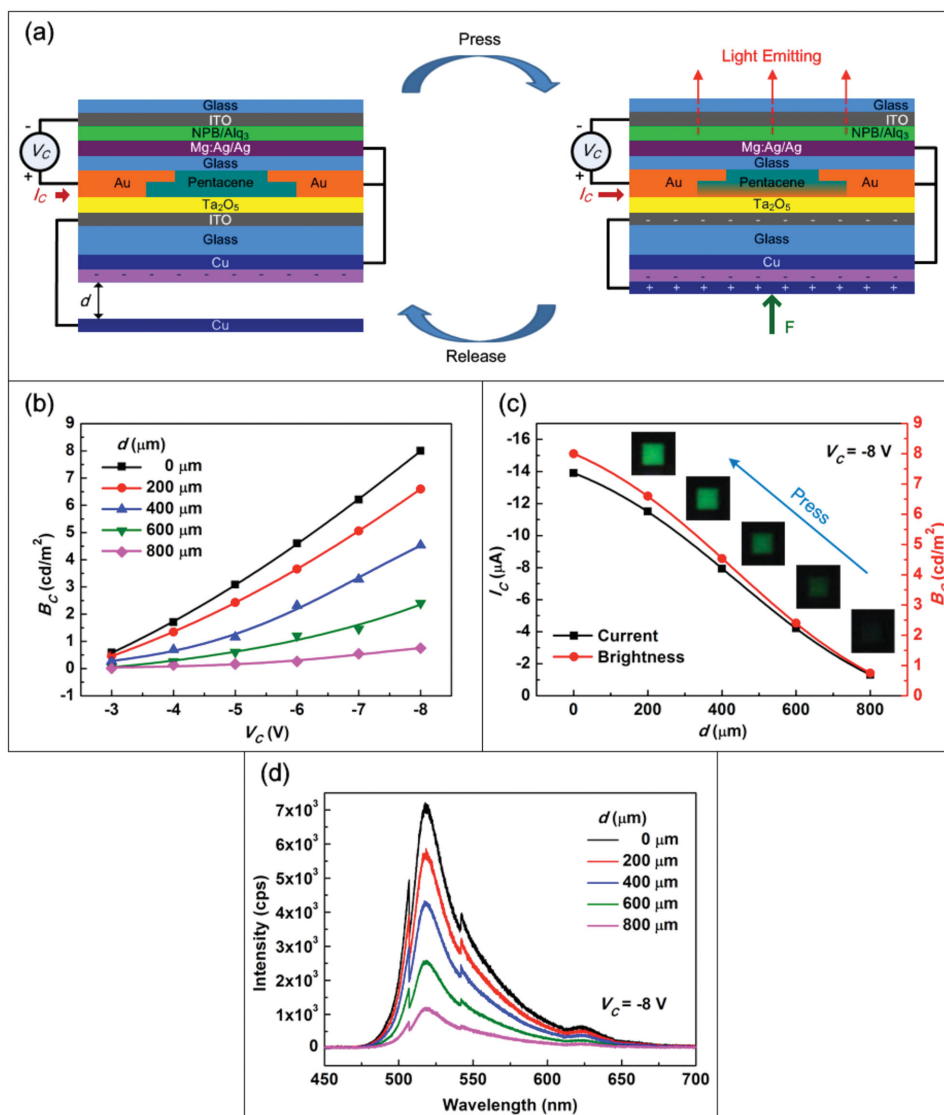 (a)
Press
Light Emitting
Glass
ITO
NPB/Alq3
Mg:Ag/Ag
Glass
Au
Pentacene
Au
Ta2O5
ITO
Glass
Cu
- - - - - - - - -
d
Cu
-
VC
+
IC
Glass
ITO
NPB/Alq3
Mg:Ag/Ag
Glass
Au
Pentacene
Au
Ta2O5
- - - - - - - - -
Glass
Cu
- - - - - - - - -
+ + + + + + + + +
F
-
VC
+
IC
Release
(b)
9
8
7
6
5
4
3
2
1
0
-1
BC (cd/m2)
d (μm)
0 μm
200 μm
400 μm
600 μm
800 μm
-3 -4 -5 -6 -7 -8
VC (V)
(c)
-16
-14
-12
-10
-8
-6
-4
-2
0
IC (μA)
VC = -8 V
Press
Current
Brightness
9
8
7
6
5
4
3
2
1
0
BC (cd/m2)
0 200 400 600 800
d (μm)
(d)
7x10³
6x10³
5x10³
4x10³
3x10³
2x10³
1x10³
0
Intensity (cps)
d (μm)
0 μm
200 μm
400 μm
600 μm
800 μm
VC = -8 V
450 500 550 600 650 700
Wavelength (nm)